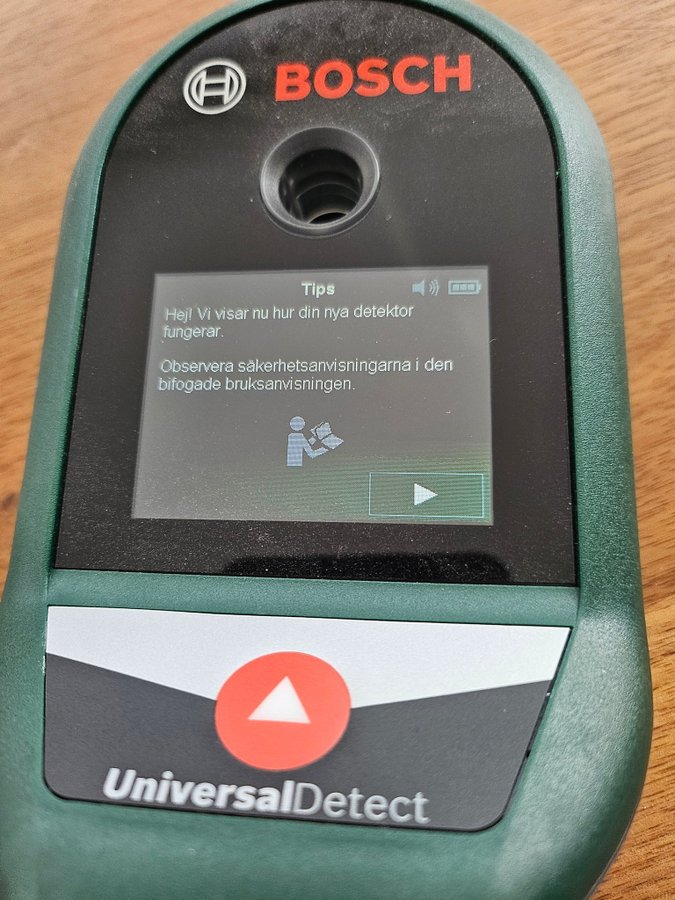 BOSCH
Tips
Hej! Vi visar nu hur din nya detektor
fungerar.
Observera säkerhetsanvisningarna i den
bifogade bruksanvisningen.
UniversalDetect